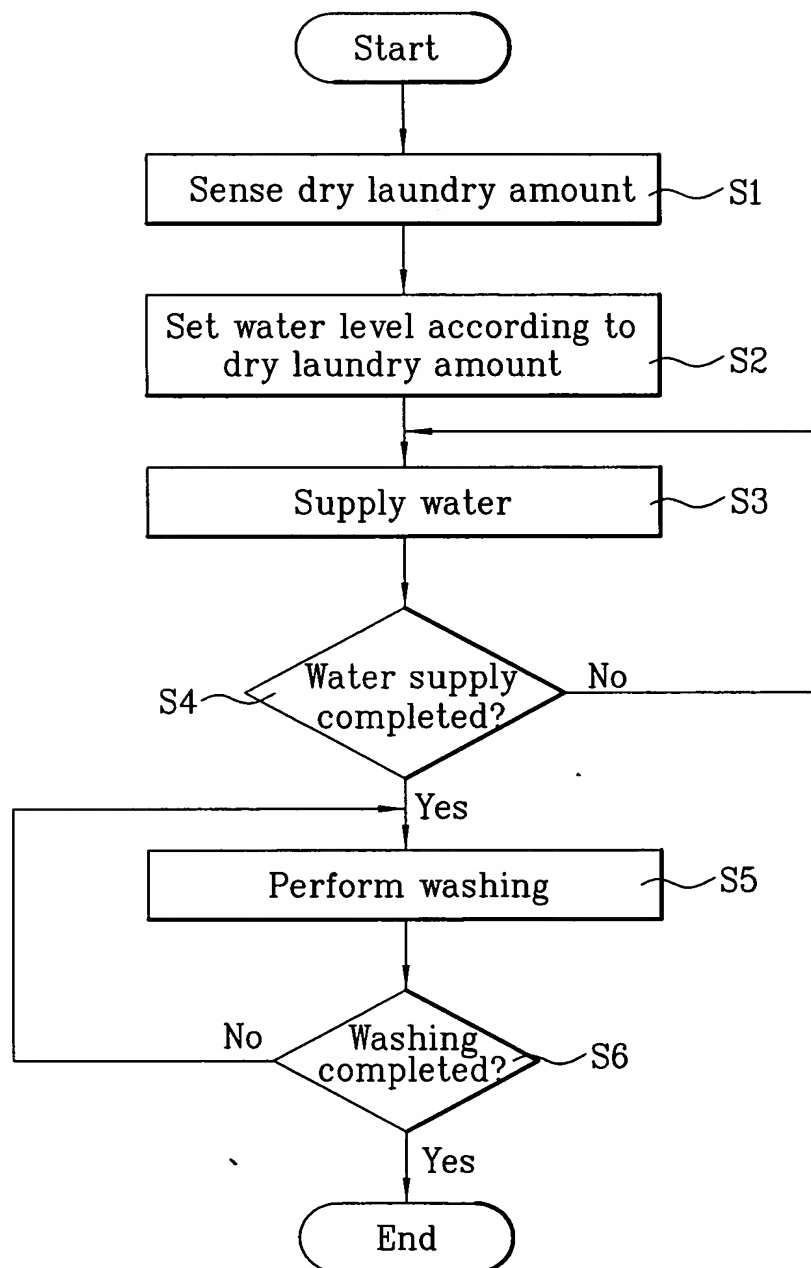 Start
Sense dry laundry amount
S1
Set water level according to
dry laundry amount
S2
Supply water
S3
Water supply
completed?
S4
No
Yes
Perform washing
S5
Washing
completed?
S6
No
Yes
End